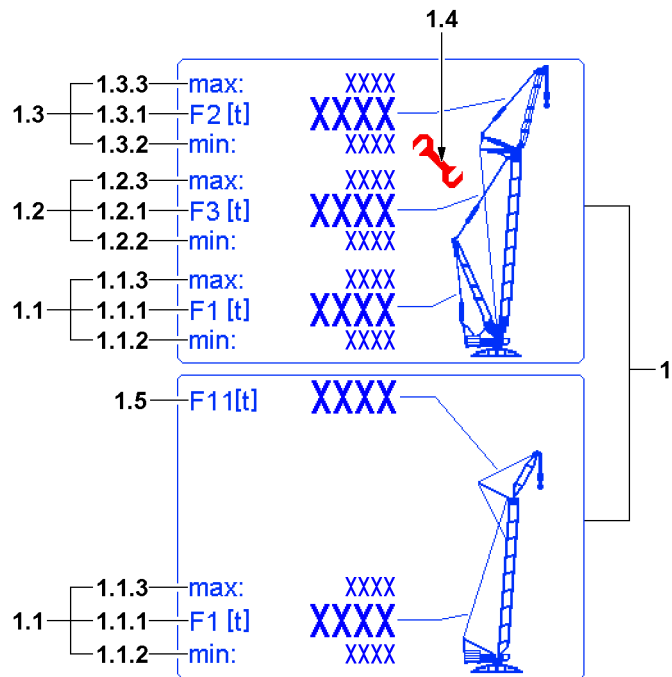 1.4
1.3.3 max: XXXX
1.3 1.3.1 F2 [t] XXXX
1.3.2 min: XXXX
1.2.3 max: XXXX
1.2 1.2.1 F3 [t] XXXX
1.2.2 min: XXXX
1.1.3 max: XXXX
1.1 1.1.1 F1 [t] XXXX
1.1.2 min: XXXX
1
1.5 F11[t] XXXX
1.1.3 max: XXXX
1.1 1.1.1 F1 [t] XXXX
1.1.2 min: XXXX